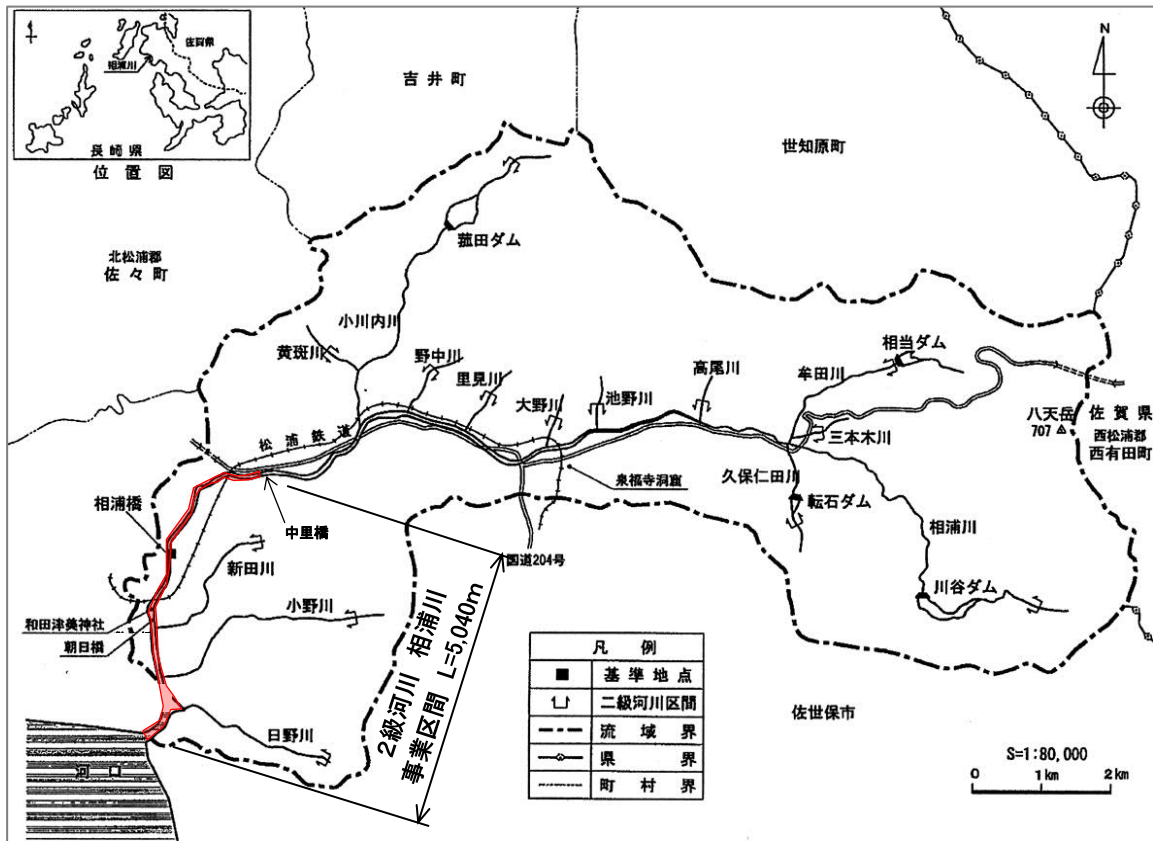 佐賀県
相浦川
長崎県
位置図
吉井町
世知原町
N
北松浦郡
佐々町
菰田ダム
小川内川
黄斑川
野中川
里見川
大野川
池野川
高尾川
相当ダム
牟田川
三本木川
八天岳
707
佐賀県
西松浦郡
西有田町
松浦鉄道
泉福寺洞窟
久保仁田川
転石ダム
相浦川
川谷ダム
相浦橋
中里橋
新田川
小野川
国道204号
和田津美神社
朝日橋
日野川
河口
2級河川 相浦川
事業区間 L=5,040m
凡例
基準地点
二級河川区間
流域界
県界
町村界
佐世保市
S=1:80,000
0 1km 2km